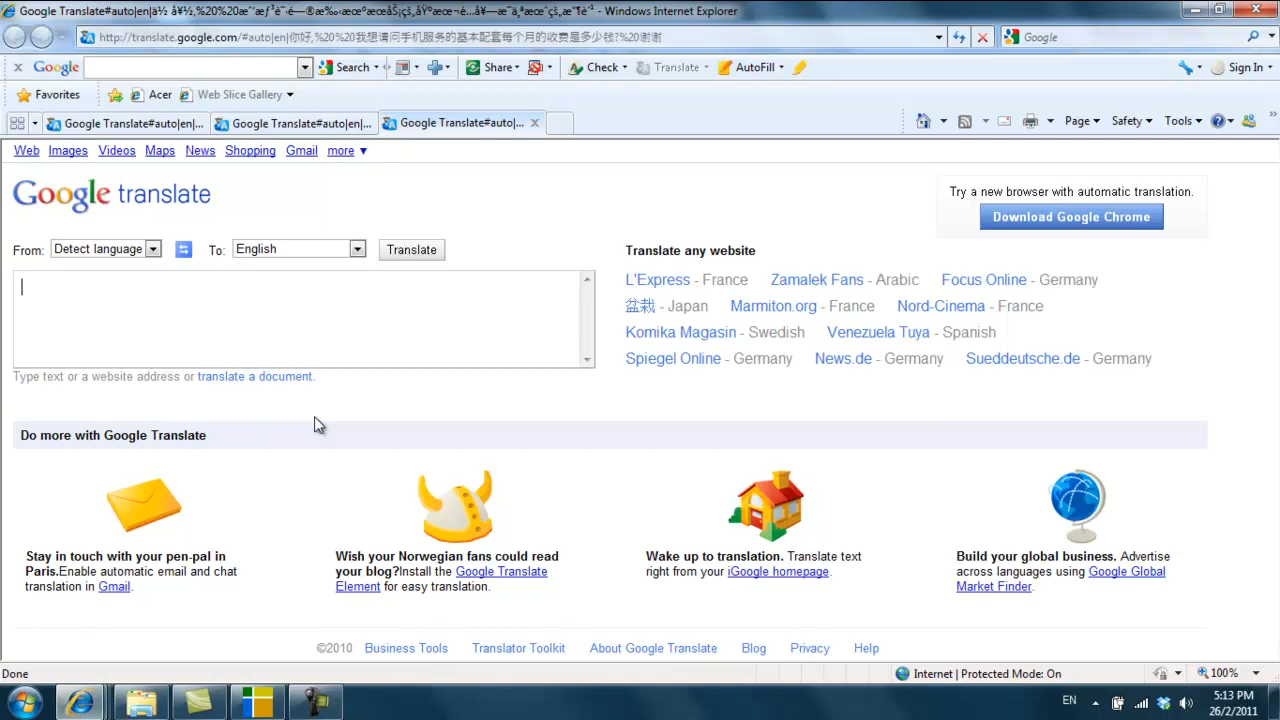 Google Translate#auto|en|ä½ å¥½,%20%20 - Windows Internet Explorer
http://translate.google.com/#auto|en|你好,%20%20我想请问手机服务的基本配套每个月的收费是多少钱?%20谢谢
Google
Google Search Share Check Translate AutoFill Sign In
Favorites Acer Web Slice Gallery
Google Translate#auto|en|... Google Translate#auto|en|... Google Translate#auto|...
Page Safety Tools
Web Images Videos Maps News Shopping Gmail more ▼
Google translate
Try a new browser with automatic translation.
Download Google Chrome
From: Detect language To: English Translate
Translate any website
L'Express - France Zamalek Fans - Arabic Focus Online - Germany
盆栽 - Japan Marmiton.org - France Nord-Cinema - France
Komika Magasin - Swedish Venezuela Tuya - Spanish
Spiegel Online - Germany News.de - Germany Sueddeutsche.de - Germany
Type text or a website address or translate a document.
Do more with Google Translate
Stay in touch with your pen-pal in
Paris.Enable automatic email and chat
translation in Gmail.
Wish your Norwegian fans could read
your blog?Install the Google Translate
Element for easy translation.
Wake up to translation. Translate text
right from your iGoogle homepage.
Build your global business. Advertise
across languages using Google Global
Market Finder.
©2010 Business Tools Translator Toolkit About Google Translate Blog Privacy Help
Done
Internet | Protected Mode: On
100%
EN
5:13 PM
26/2/2011